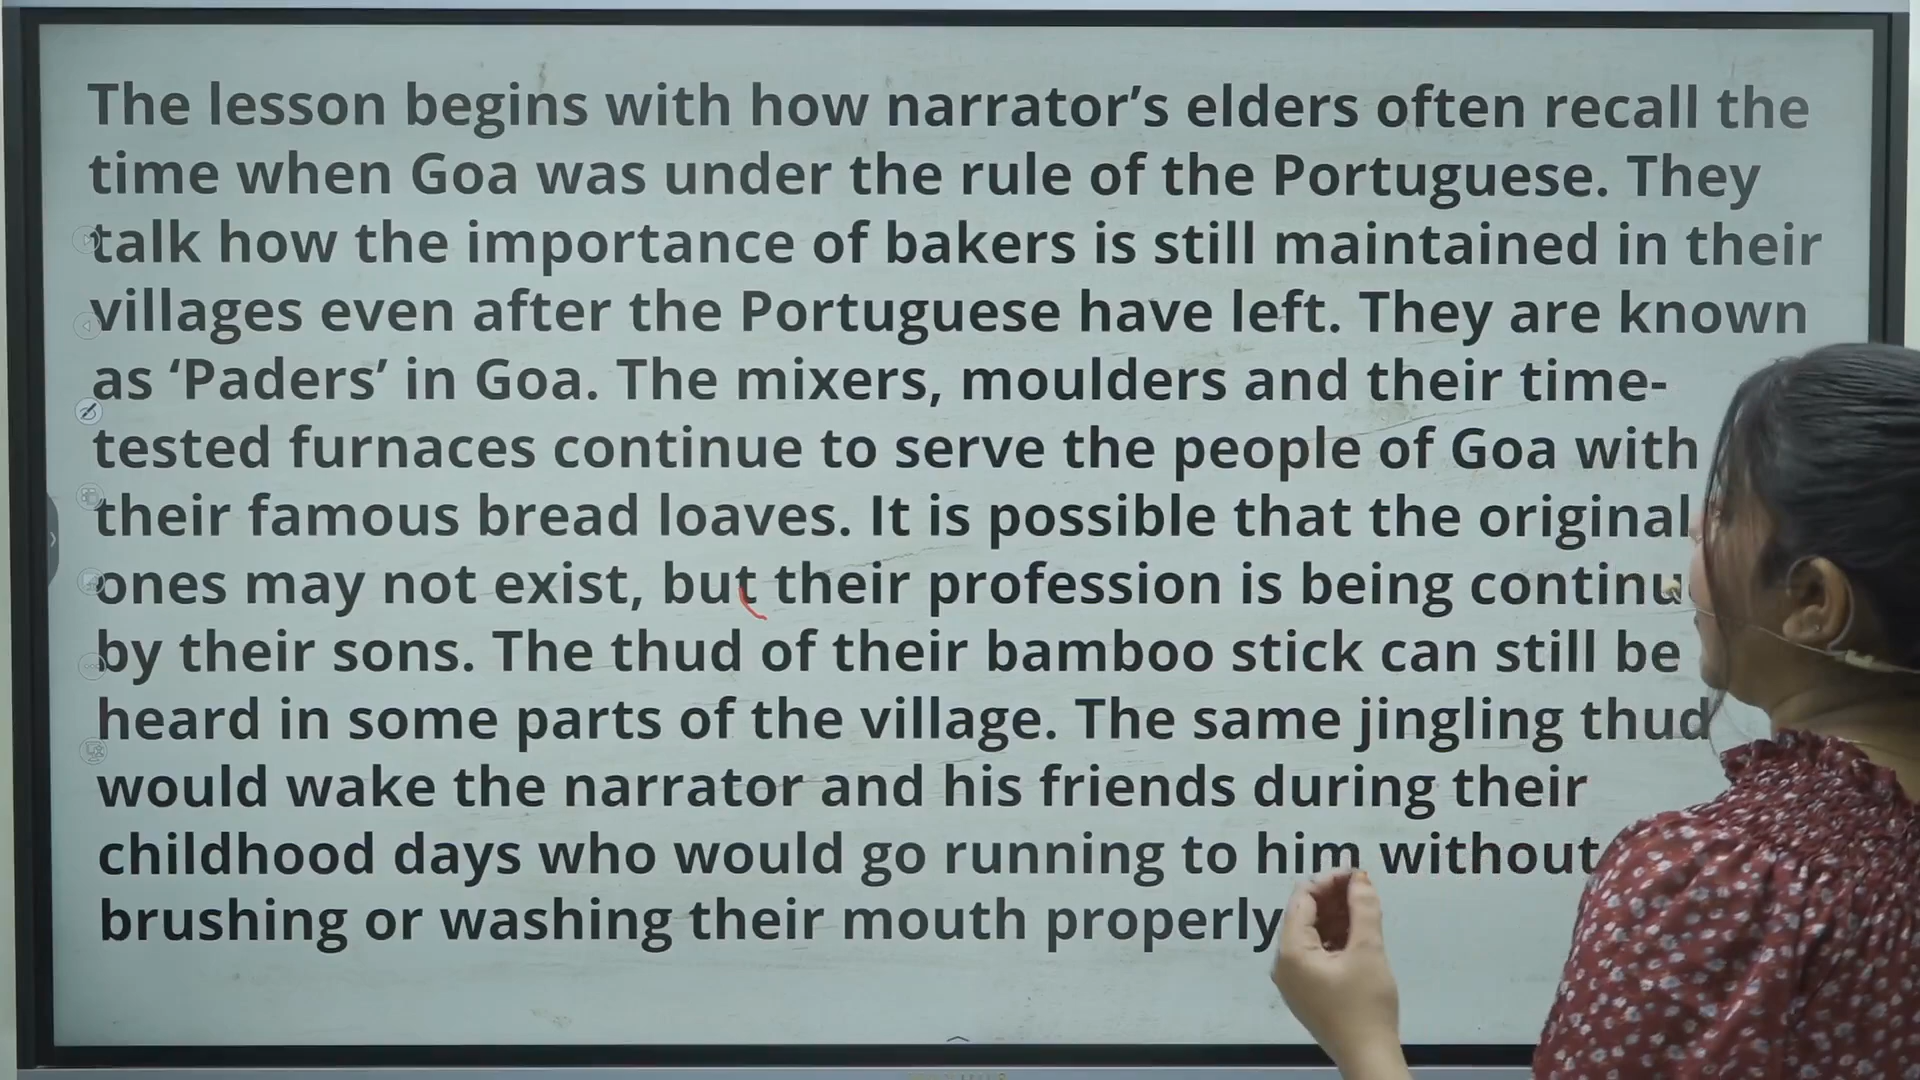 The lesson begins with how narrator’s elders often recall the
time when Goa was under the rule of the Portuguese. They
talk how the importance of bakers is still maintained in their
villages even after the Portuguese have left. They are known
as ‘Paders’ in Goa. The mixers, moulders and their time-
tested furnaces continue to serve the people of Goa with
their famous bread loaves. It is possible that the original
ones may not exist, but their profession is being continu
by their sons. The thud of their bamboo stick can still be
heard in some parts of the village. The same jingling thud
would wake the narrator and his friends during their
childhood days who would go running to him without
brushing or washing their mouth properly